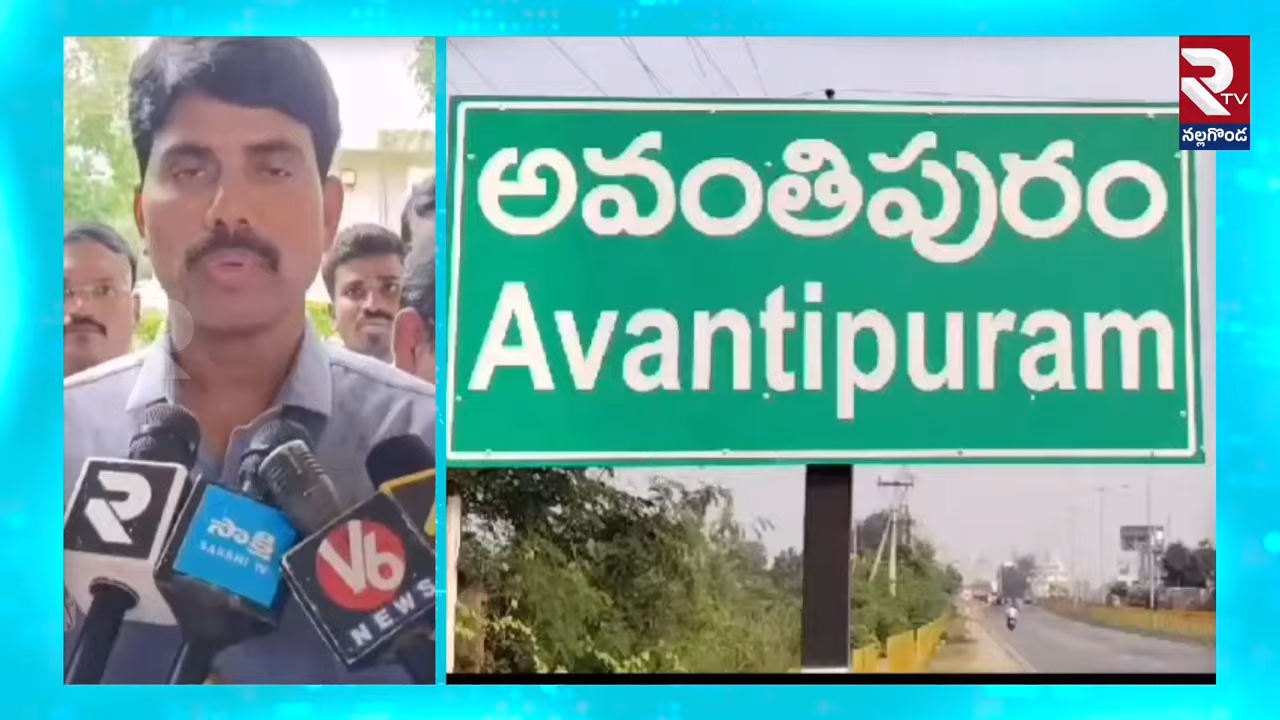 R
TV
నల్లగొండ
అవంతిపురం
Avantipuram
R
సాక్షి
SAKSHI TV
V6
NEWS